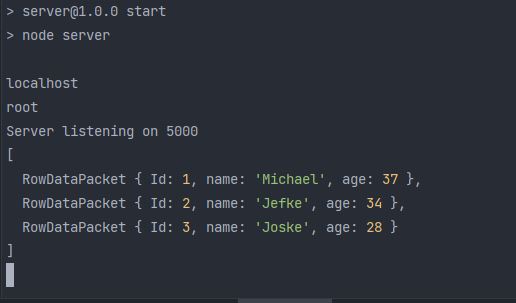 > server@1.0.0 start
> node server
localhost
root
Server listening on 5000
[
RowDataPacket { Id: 1, name: 'Michael', age: 37 },
RowDataPacket { Id: 2, name: 'Jefke', age: 34 },
RowDataPacket { Id: 3, name: 'Joske', age: 28 }
]